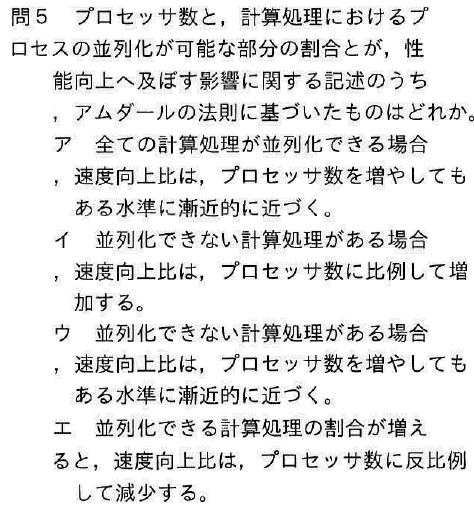 問5　プロセッサ数と，計算処理におけるプ
ロセスの並列化が可能な部分の割合とが，性
能向上へ及ぼす影響に関する記述のうち
，アムダールの法則に基づいたものはどれか。
ア　全ての計算処理が並列化できる場合
，速度向上比は，プロセッサ数を増やしても
ある水準に漸近的に近づく。
イ　並列化できない計算処理がある場合
，速度向上比は，プロセッサ数に比例して増
加する。
ウ　並列化できない計算処理がある場合
，速度向上比は，プロセッサ数を増やしても
ある水準に漸近的に近づく。
エ　並列化できる計算処理の割合が増え
ると，速度向上比は，プロセッサ数に反比例
して減少する。